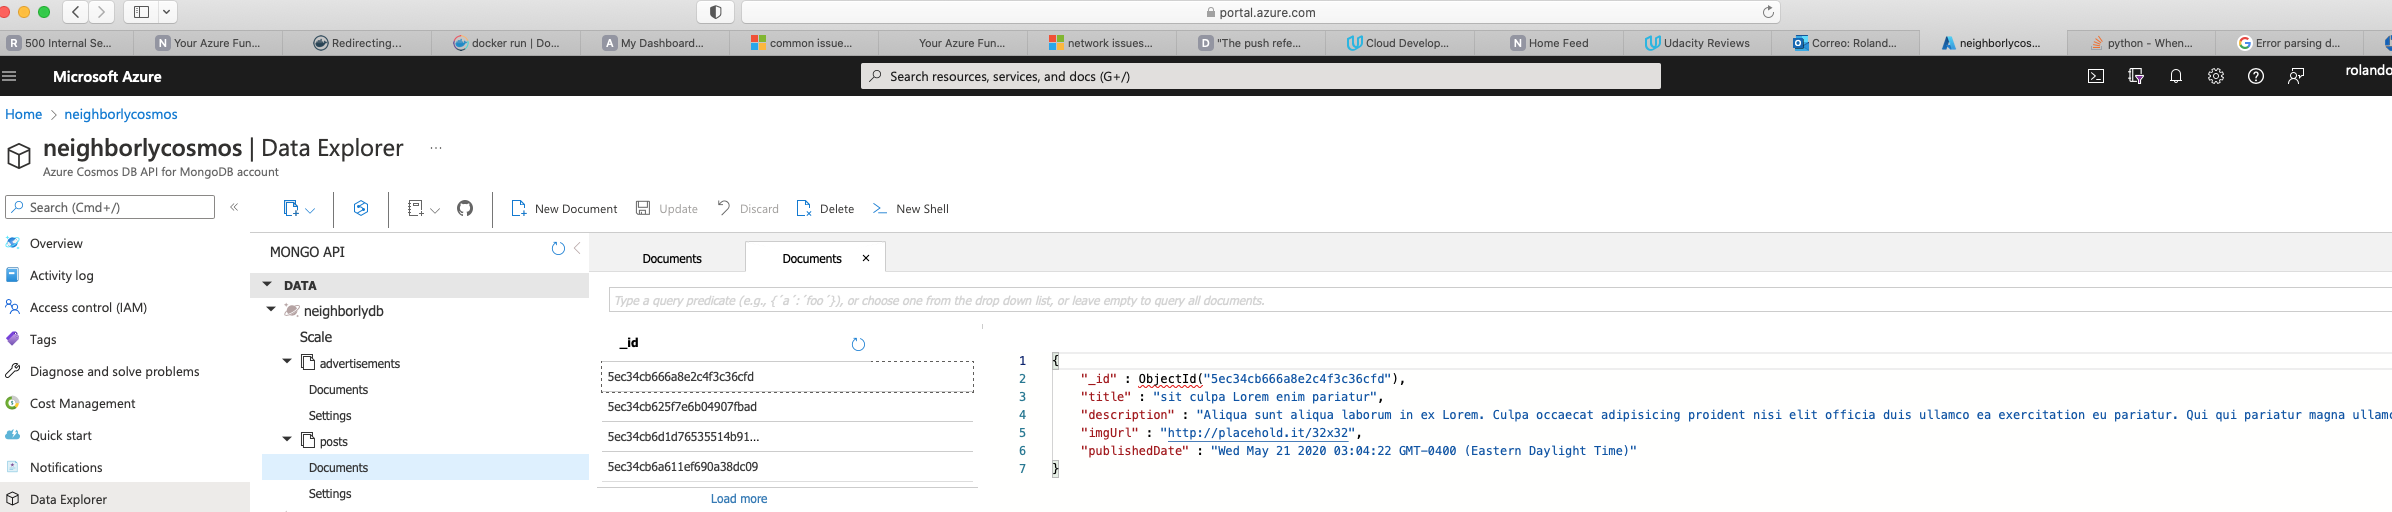 portal.azure.com
R 500 Internal Se...
N Your Azure Fun...
Redirecting...
docker run | Do...
A My Dashboard...
common issue...
Your Azure Fun...
network issues...
D "The push refe...
Cloud Develop...
N Home Feed
Udacity Reviews
Correo: Roland...
neighborlycos...
python - When...
Error parsing d...
Microsoft Azure
Search resources, services, and docs (G+/)
rolando
Home > neighborlycosmos
neighborlycosmos | Data Explorer ...
Azure Cosmos DB API for MongoDB account
Search (Cmd+/)
«
New Document
Update
Discard
Delete
New Shell
Overview
Activity log
Access control (IAM)
Tags
Diagnose and solve problems
Cost Management
Quick start
Notifications
Data Explorer
MONGO API
DATA
neighborlydb
Scale
advertisements
Documents
Settings
posts
Documents
Settings
Documents
Documents ×
Type a query predicate (e.g., {´a´:´foo´}), or choose one from the drop down list, or leave empty to query all documents.
_id
5ec34cb666a8e2c4f3c36cfd
5ec34cb625f7e6b04907fbad
5ec34cb6d1d76535514b91...
5ec34cb6a611ef690a38dc09
Load more
1 {
2 "_id" : ObjectId("5ec34cb666a8e2c4f3c36cfd"),
3 "title" : "sit culpa Lorem enim pariatur",
4 "description" : "Aliqua sunt aliqua laborum in ex Lorem. Culpa occaecat adipisicing proident nisi elit officia duis ullamco ea exercitation eu pariatur. Qui qui pariatur magna ullamc
5 "imgUrl" : "http://placehold.it/32x32",
6 "publishedDate" : "Wed May 21 2020 03:04:22 GMT-0400 (Eastern Daylight Time)"
7 }